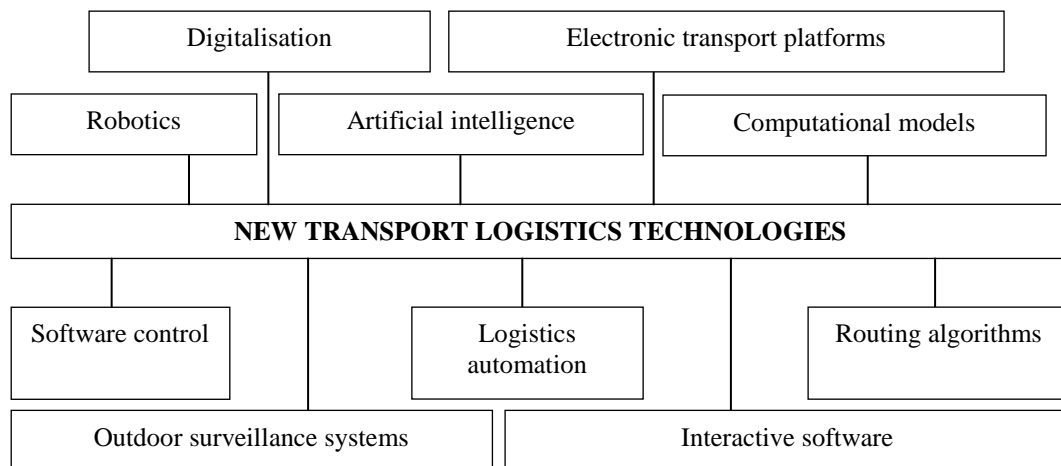 Digitalisation
Electronic transport platforms
Robotics
Artificial intelligence
Computational models
NEW TRANSPORT LOGISTICS TECHNOLOGIES
Software control
Logistics
automation
Routing algorithms
Outdoor surveillance systems
Interactive software